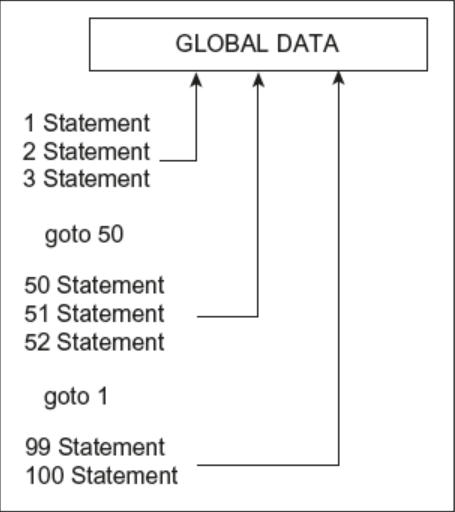 GLOBAL DATA
1 Statement
2 Statement
3 Statement
goto 50
50 Statement
51 Statement
52 Statement
goto 1
99 Statement
100 Statement